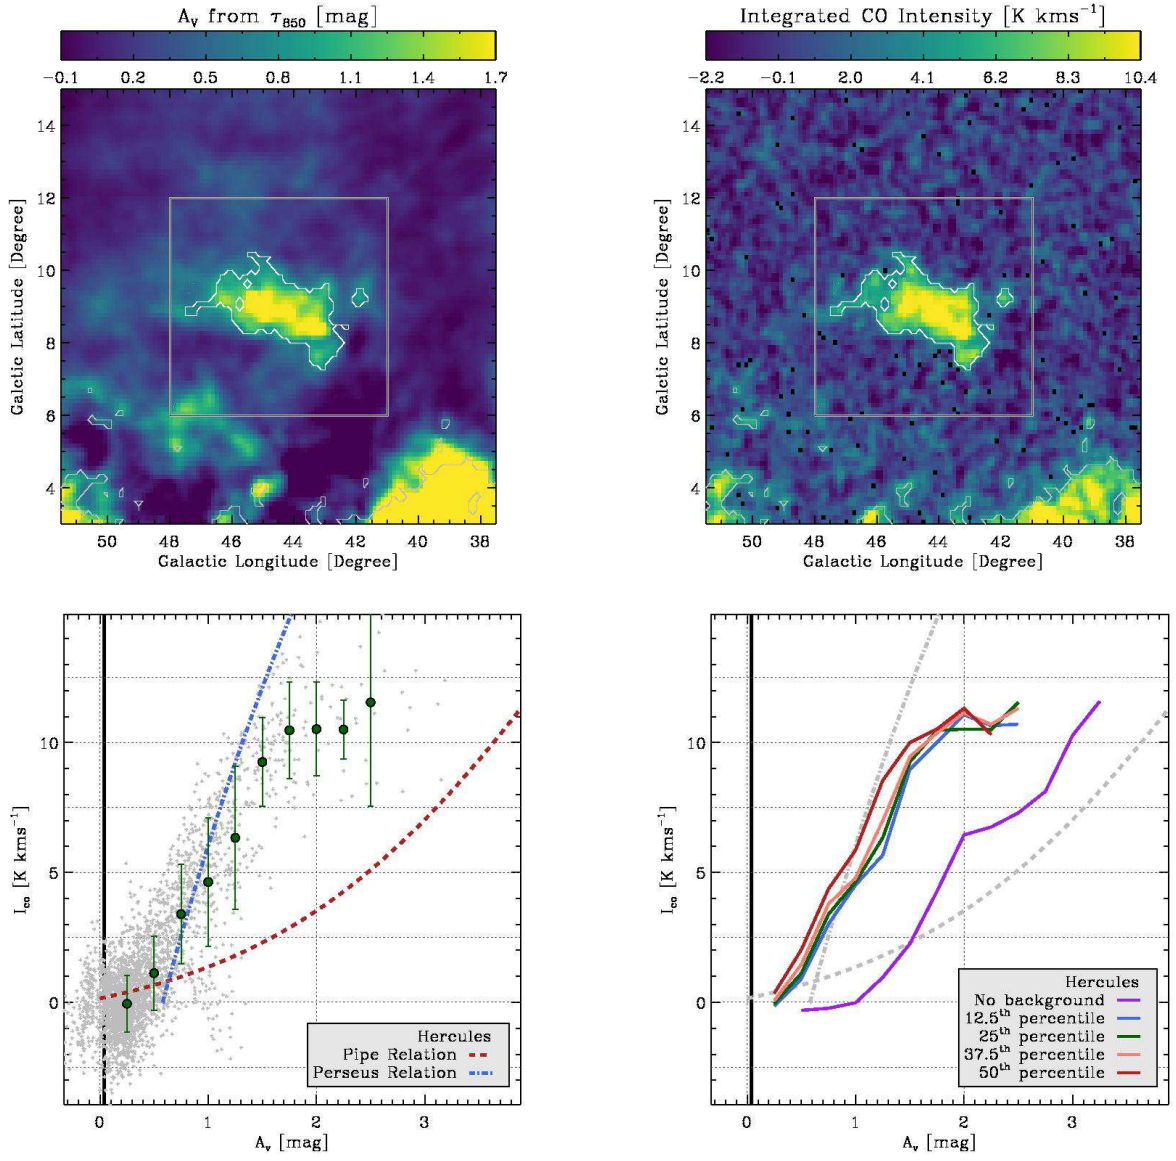 A_V from τ_850 [mag]
−0.1 0.2 0.5 0.8 1.1 1.4 1.7
Galactic Latitude [Degree]
14
12
10
8
6
4
50 48 46 44 42 40 38
Galactic Longitude [Degree]
Integrated CO Intensity [K kms⁻¹]
−2.2 −0.1 2.0 4.1 6.2 8.3 10.4
Galactic Latitude [Degree]
14
12
10
8
6
4
50 48 46 44 42 40 38
Galactic Longitude [Degree]
I_co [K kms⁻¹]
10
5
0
Hercules
Pipe Relation
Perseus Relation
0 1 2 3
A_v [mag]
I_co [K kms⁻¹]
10
5
0
Hercules
No background
12.5th percentile
25th percentile
37.5th percentile
50th percentile
0 1 2 3
A_v [mag]